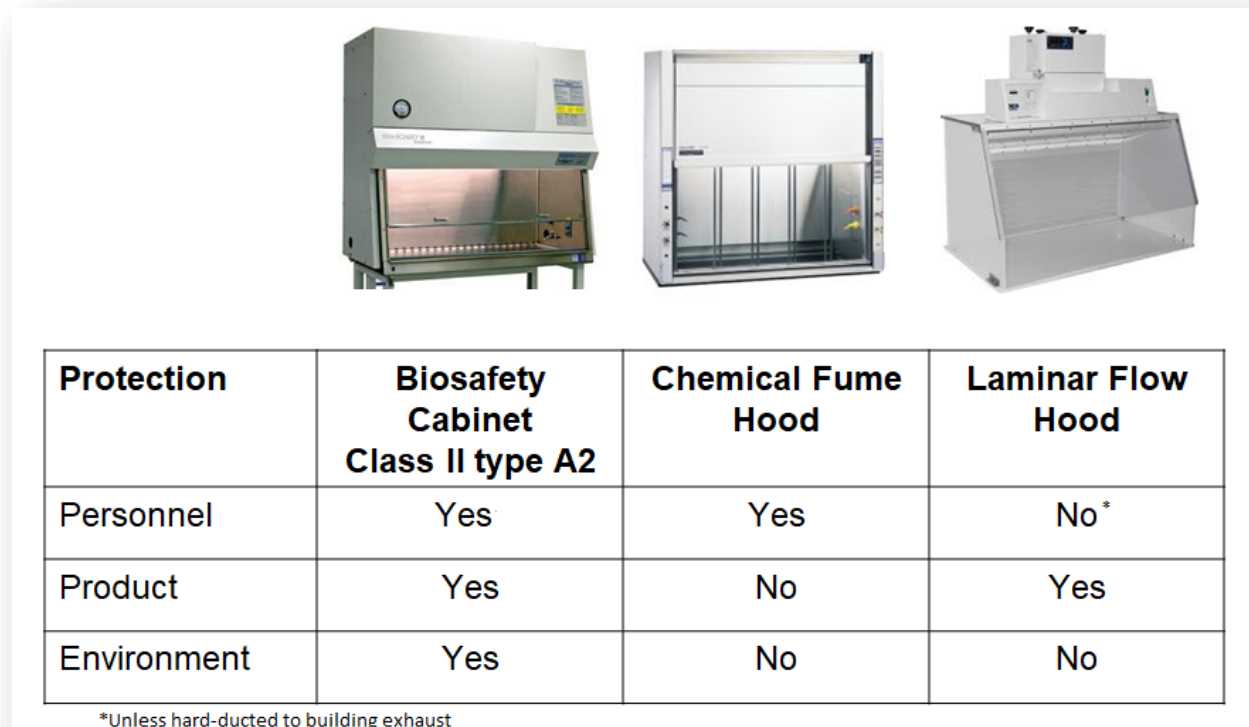 Protection
Biosafety
Cabinet
Class II type A2
Chemical Fume
Hood
Laminar Flow
Hood
Personnel
Yes
Yes
No*
Product
Yes
No
Yes
Environment
Yes
No
No
*Unless hard-ducted to building exhaust